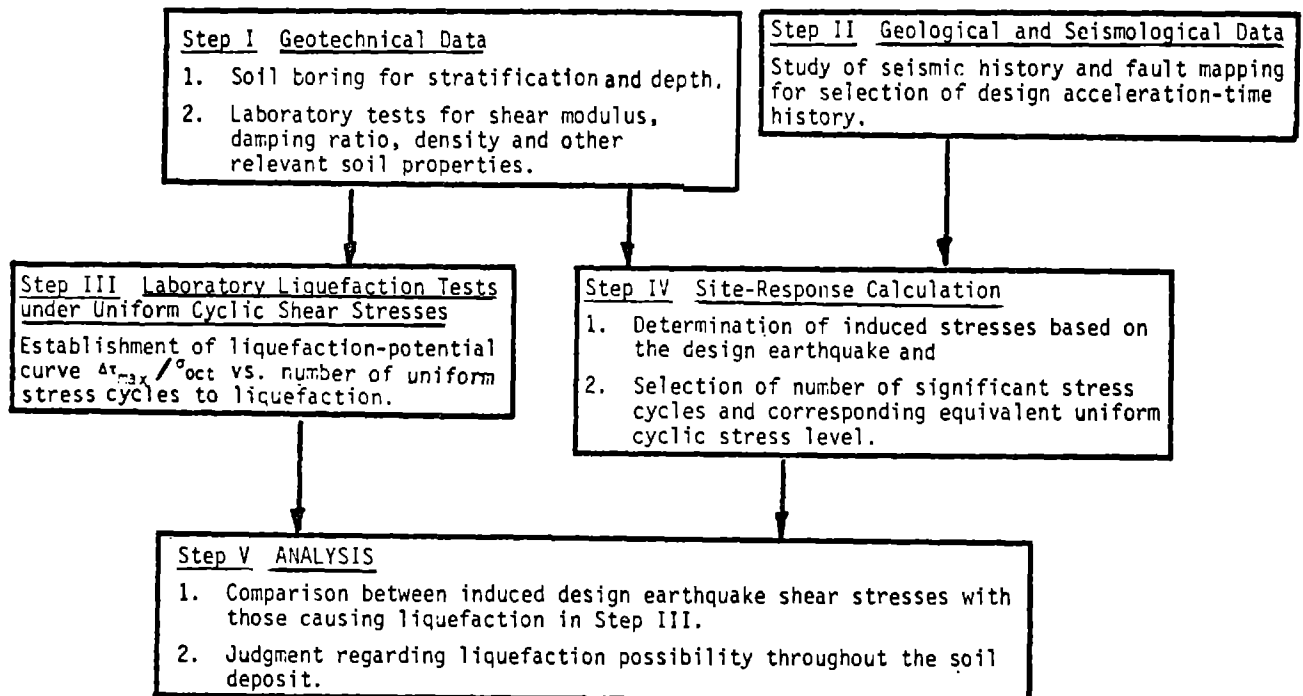 Step I Geotechnical Data
1. Soil boring for stratification and depth.
2. Laboratory tests for shear modulus,
damping ratio, density and other
relevant soil properties.
Step II Geological and Seismological Data
Study of seismic history and fault mapping
for selection of design acceleration-time
history.
Step III Laboratory Liquefaction Tests
under Uniform Cyclic Shear Stresses
Establishment of liquefaction-potential
curve Δτmax/σoct vs. number of uniform
stress cycles to liquefaction.
Step IV Site-Response Calculation
1. Determination of induced stresses based on
the design earthquake and
2. Selection of number of significant stress
cycles and corresponding equivalent uniform
cyclic stress level.
Step V ANALYSIS
1. Comparison between induced design earthquake shear stresses with
those causing liquefaction in Step III.
2. Judgment regarding liquefaction possibility throughout the soil
deposit.